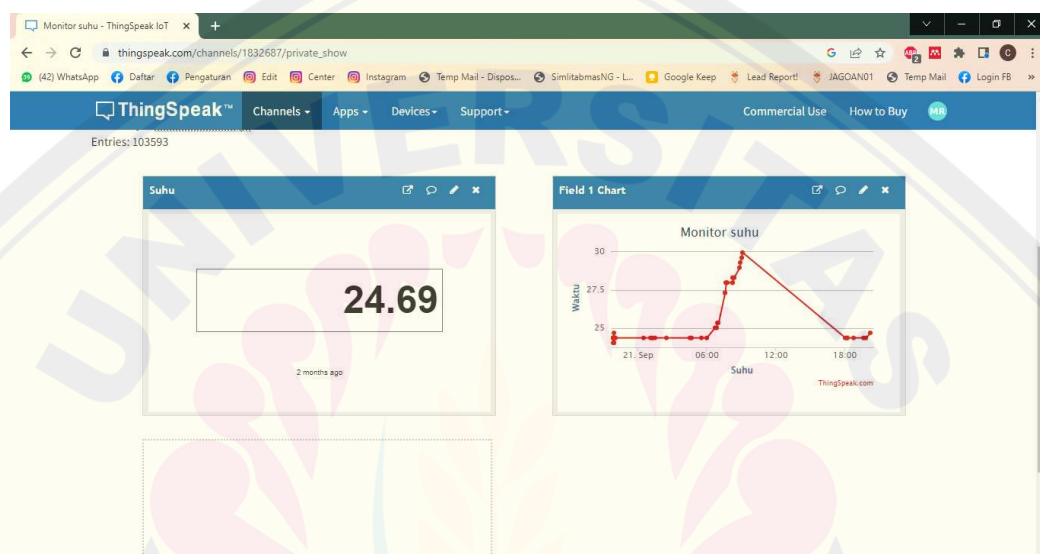 Monitor suhu - ThingSpeak IoT
thingspeak.com/channels/1832687/private_show
(42) WhatsApp Daftar Pengaturan Edit Center Instagram Temp Mail - Dispos... SimlitabmasNG - L... Google Keep Lead Report! JAGOAN01 Temp Mail Login FB »
ThingSpeak™ Channels Apps Devices Support Commercial Use How to Buy MR
Entries: 103593
Suhu
24.69
2 months ago
Field 1 Chart
Monitor suhu
30
27.5
25
Waktu
21. Sep 06:00 12:00 18:00
Suhu
ThingSpeak.com
UNIVERSITAS